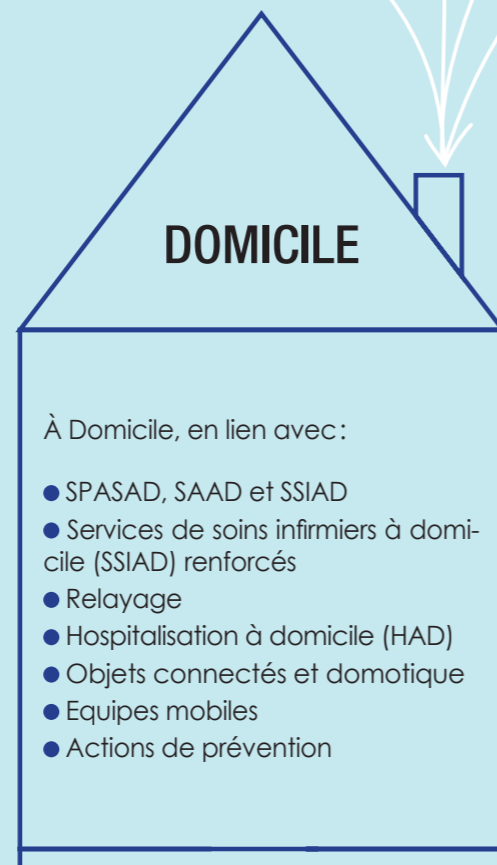 DOMICILE
À Domicile, en lien avec :
● SPASAD, SAAD et SSIAD
● Services de soins infirmiers à domi-
cile (SSIAD) renforcés
● Relayage
● Hospitalisation à domicile (HAD)
● Objets connectés et domotique
● Equipes mobiles
● Actions de prévention